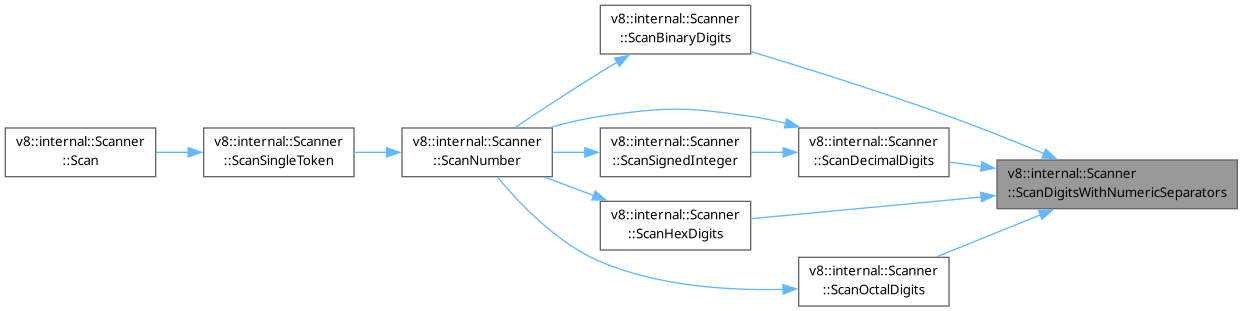 v8::internal::Scanner
::ScanBinaryDigits
v8::internal::Scanner
::Scan
v8::internal::Scanner
::ScanSingleToken
v8::internal::Scanner
::ScanNumber
v8::internal::Scanner
::ScanSignedInteger
v8::internal::Scanner
::ScanDecimalDigits
v8::internal::Scanner
::ScanDigitsWithNumericSeparators
v8::internal::Scanner
::ScanHexDigits
v8::internal::Scanner
::ScanOctalDigits